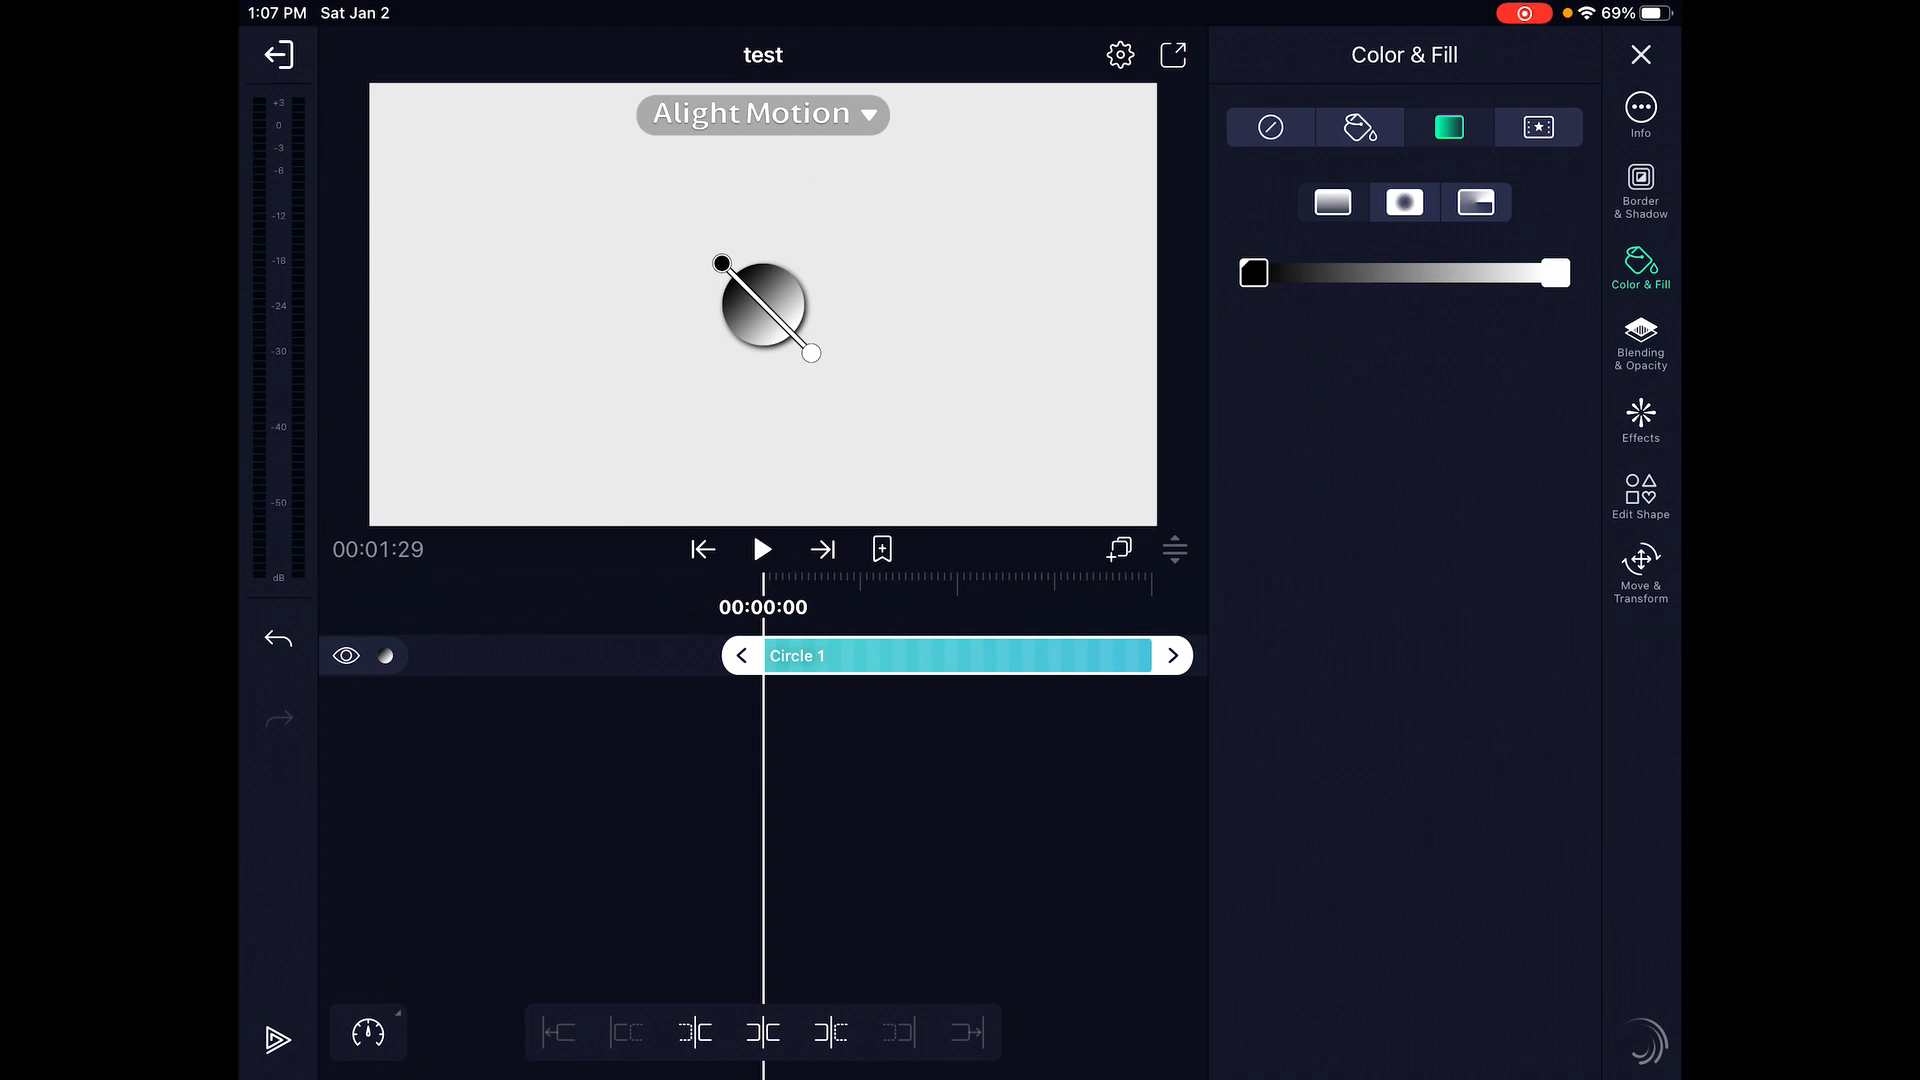 1:07 PM Sat Jan 2
69%
test
Color & Fill
Alight Motion
Info
Border
& Shadow
Color & Fill
Blending
& Opacity
Effects
Edit Shape
Move &
Transform
+3
0
-3
-6
-12
-18
-24
-30
-40
-50
dB
00:01:29
00:00:00
Circle 1